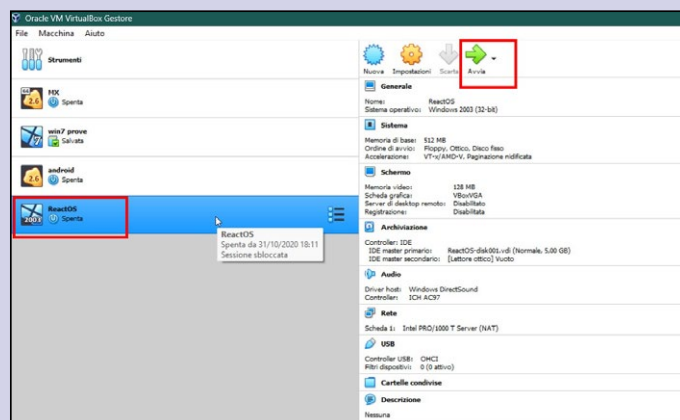 Oracle VM VirtualBox Gestore
File Macchina Aiuto
Strumenti
MX
Spenta
win7 prove
Salvata
android
Spenta
ReactOS
Spenta
ReactOS
Spenta da 31/10/2020 18:11
Sessione sbloccata
Nuova Impostazioni Scarta Avvia
Generale
Nome: ReactOS
Sistema operativo: Windows 2003 (32-bit)
Sistema
Memoria di base: 512 MB
Ordine di avvio: Floppy, Ottico, Disco fisso
Accelerazione: VT-x/AMD-V, Paginazione nidificata
Schermo
Memoria video: 128 MB
Scheda grafica: VBoxVGA
Server di desktop remoto: Disabilitato
Registrazione: Disabilitata
Archiviazione
Controller: IDE
IDE master primario: ReactOS-disk001.vdi (Normale, 5,00 GB)
IDE master secondario: [Lettore ottico] Vuoto
Audio
Driver host: Windows DirectSound
Controller: ICH AC97
Rete
Scheda 1: Intel PRO/1000 T Server (NAT)
USB
Controller USB: OHCI
Filtri dispositivi: 0 (0 attivo)
Cartelle condivise
Descrizione
Nessuna